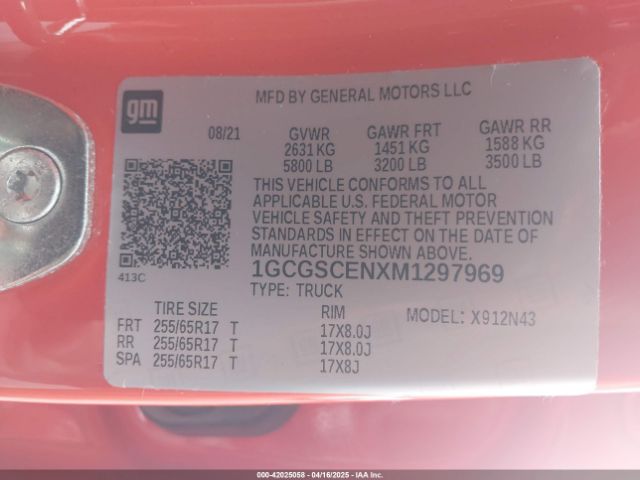 gm
MFD BY GENERAL MOTORS LLC
08/21 GVWR GAWR FRT GAWR RR
2631 KG 1451 KG 1588 KG
5800 LB 3200 LB 3500 LB
THIS VEHICLE CONFORMS TO ALL
APPLICABLE U.S. FEDERAL MOTOR
VEHICLE SAFETY AND THEFT PREVENTION
STANDARDS IN EFFECT ON THE DATE OF
MANUFACTURE SHOWN ABOVE.
413C
1GCGSCENXM1297969
TYPE: TRUCK
TIRE SIZE RIM MODEL: X912N43
FRT 255/65R17 T 17X8.0J
RR 255/65R17 T 17X8.0J
SPA 255/65R17 T 17X8J
000-42025058 - 04/16/2025 - IAAI.COM